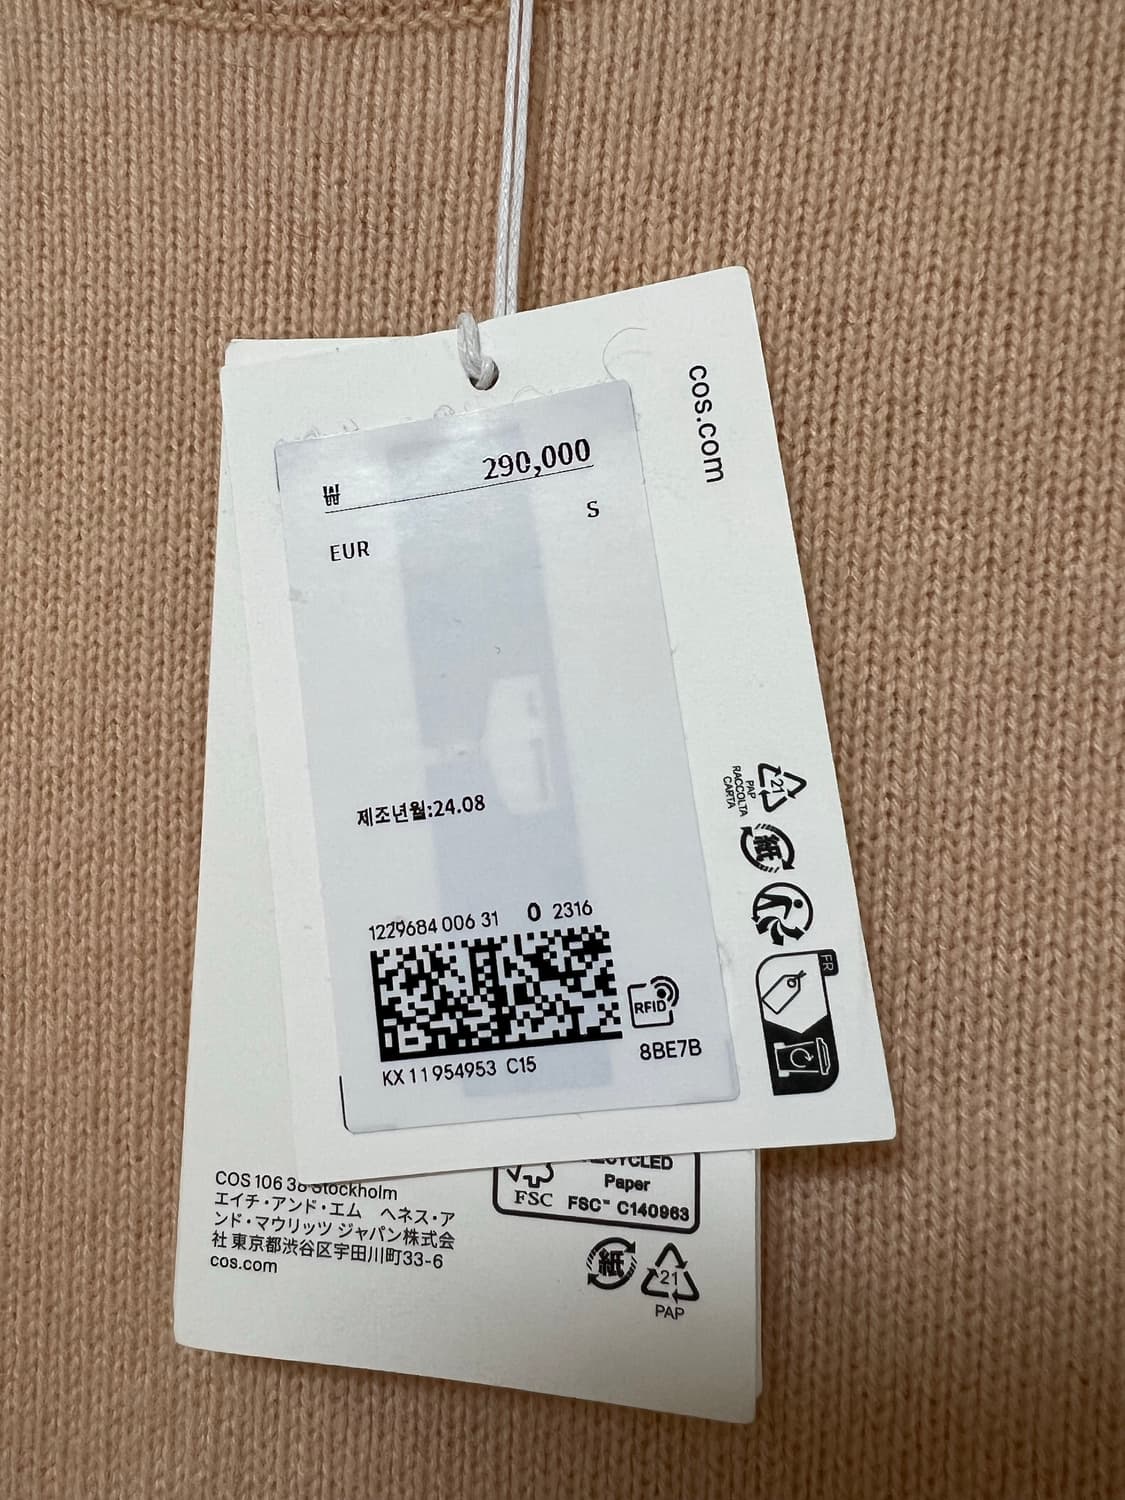 cos.com
₩ 290,000
S
EUR
제조년월:24.08
1229684 006 31 0 2316
RFID
KX 11 954953 C15
8BE7B
21
PAP
RACCOLTA
CARTA
紙
FR
COS 106 38 Stockholm
エイチ・アンド・エム ヘネス・ア
ンド・マウリッツ ジャパン株式会
社 東京都渋谷区宇田川町33-6
cos.com
RECYCLED
Paper
FSC
FSC™ C140963
紙
21
PAP